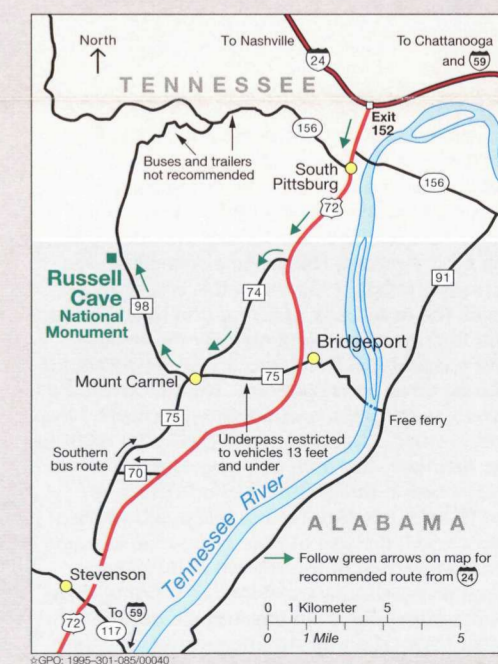 North
To Nashville
24
To Chattanooga
and 59
TENNESSEE
Exit
152
156
Buses and trailers
not recommended
South
Pittsburg
72
156
Russell
Cave
National
Monument
98
74
91
Bridgeport
Mount Carmel
75
75
Free ferry
Southern
bus route
70
Underpass restricted
to vehicles 13 feet
and under
Tennessee River
ALABAMA
Follow green arrows on map for
recommended route from 24
Stevenson
72
To 59
117
0 1 Kilometer 5
0 1 Mile 5
☆GPO: 1995-301-085/00040